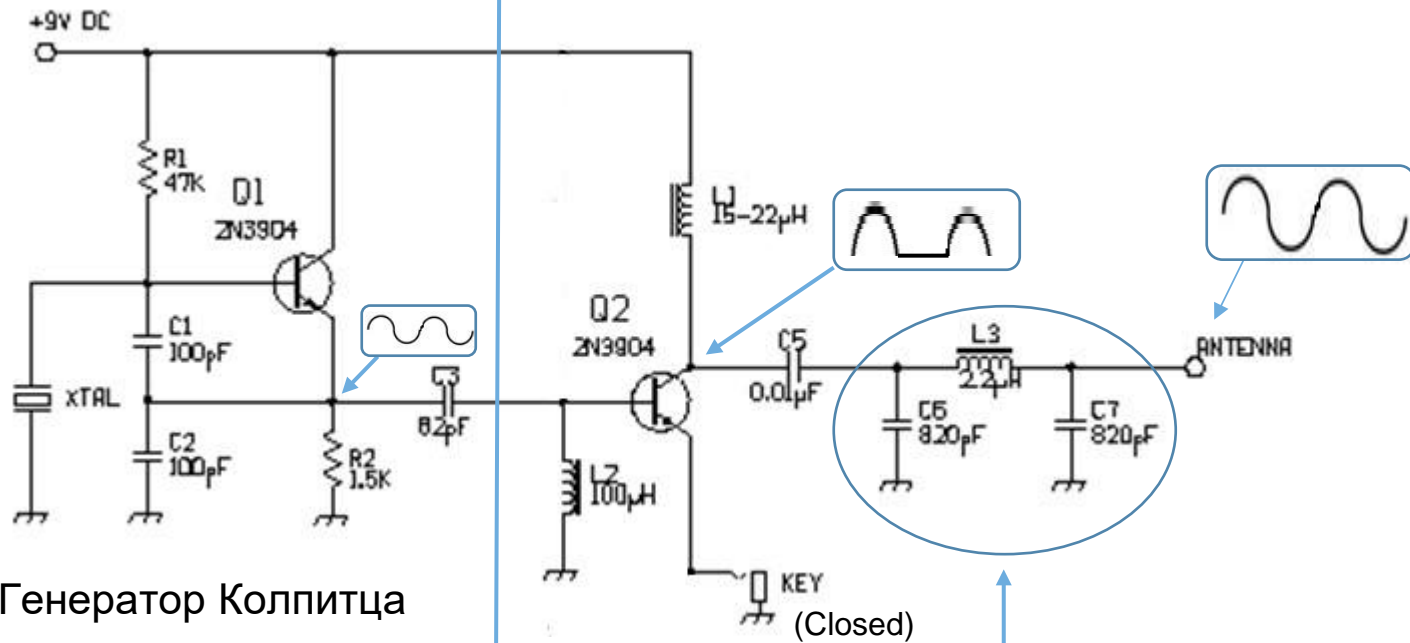 +9V DC
R1
47K
Q1
2N3904
L1
15-22µH
C1
100pF
Q2
2N3904
C5
0.01µF
L3
2.2µH
ANTENNA
XTAL
C3
82pF
C6
820pF
C7
820pF
C2
100pF
R2
1.5K
L2
100µH
KEY
(Closed)
Генератор Колпитца